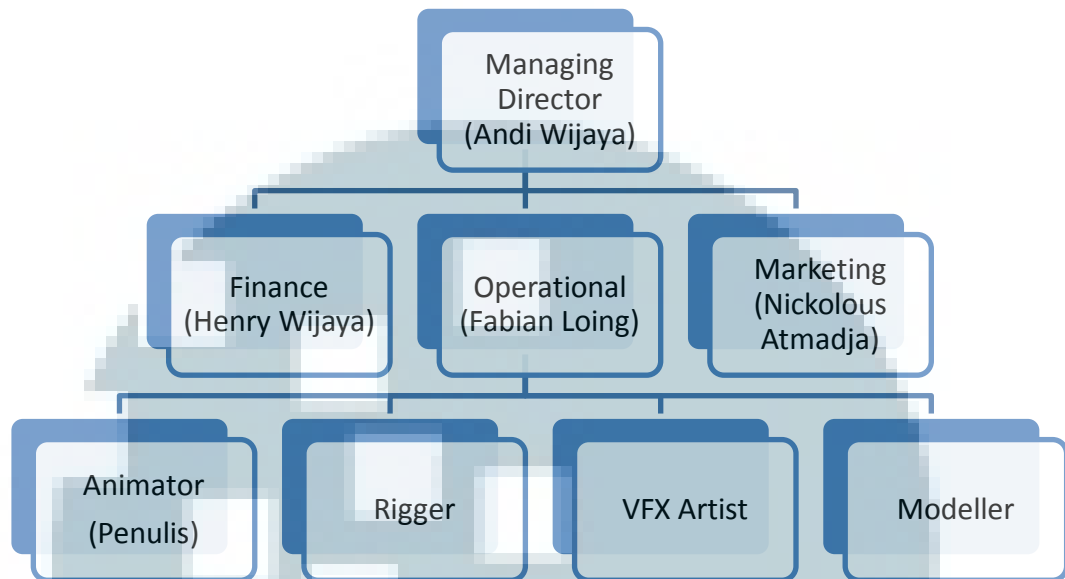 Managing
Director
(Andi Wijaya)
Finance
(Henry Wijaya)
Operational
(Fabian Loing)
Marketing
(Nickolous
Atmadja)
Animator
(Penulis)
Rigger
VFX Artist
Modeller